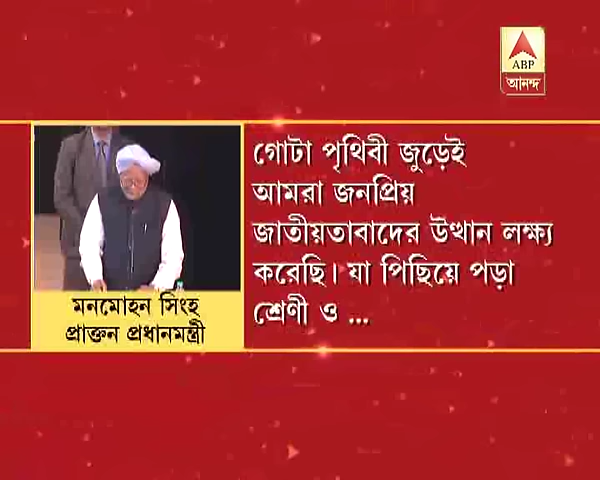 ABP
আনন্দ
গোটা পৃথিবী জুড়েই
আমরা জনপ্রিয়
জাতীয়তাবাদের উত্থান লক্ষ্য
করেছি। যা পিছিয়ে পড়া
শ্রেণী ও ...
মনমোহন সিংহ
প্রাক্তন প্রধানমন্ত্রী